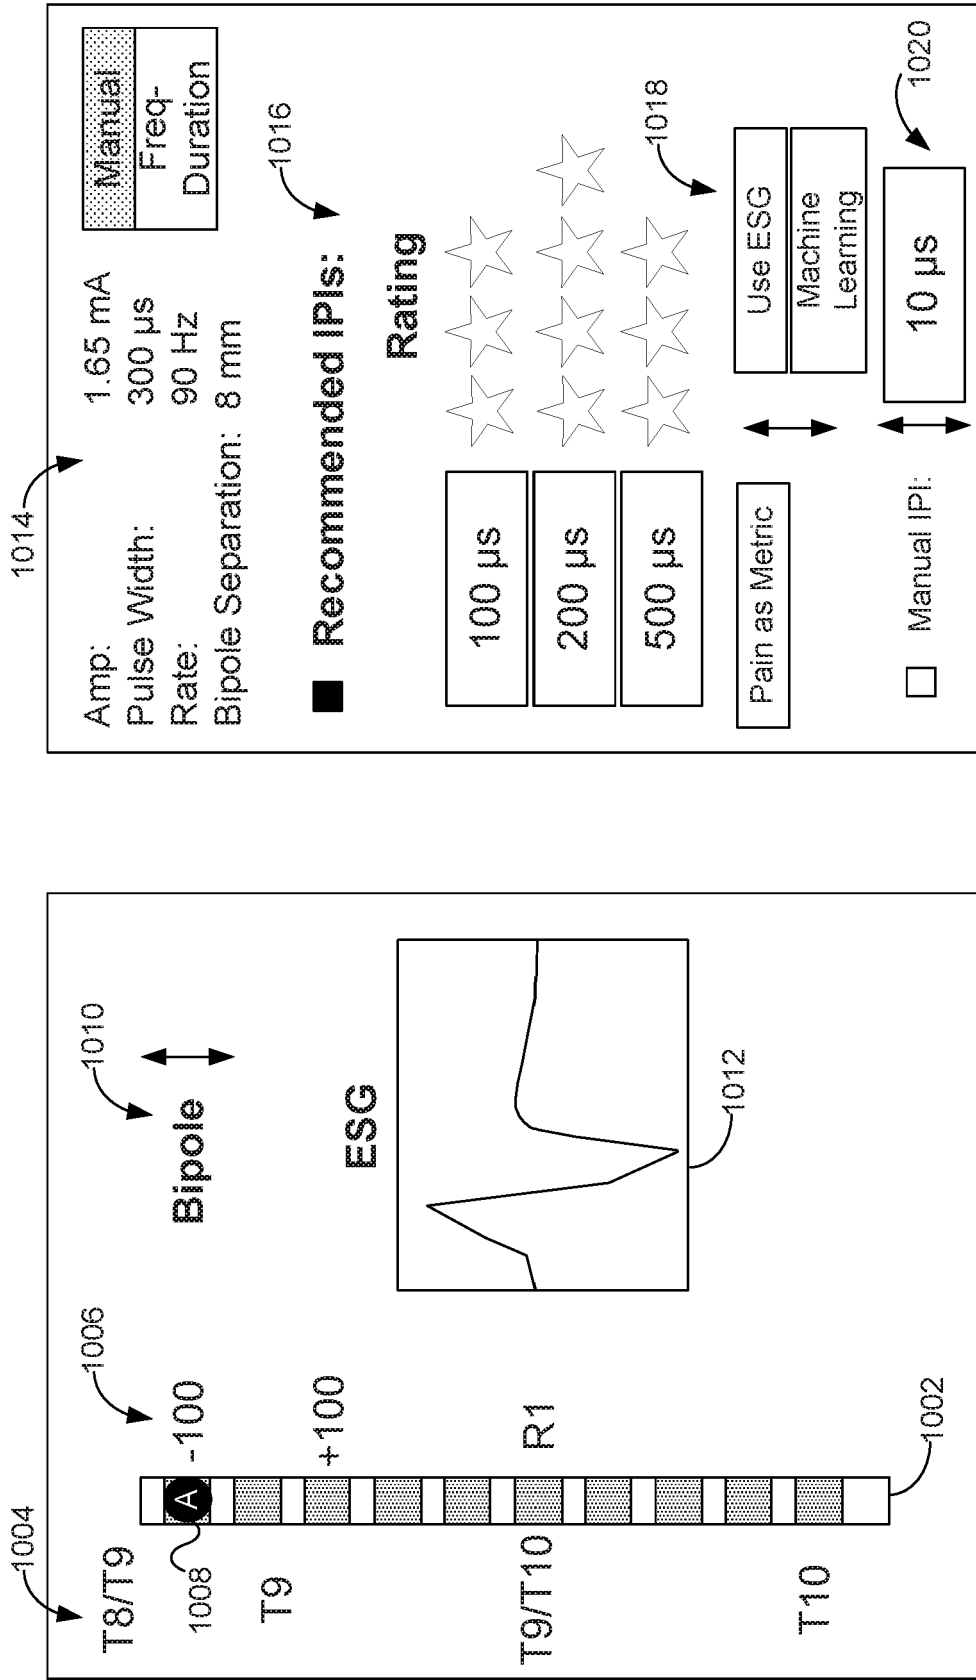 1004
T8/T9
1008
A
1006
-100
T9
+100
T9/T10
R1
T10
1002
1010
Bipole
ESG
1012
1014
Amp: 1.65 mA
Pulse Width: 300 µs
Rate: 90 Hz
Bipole Separation: 8 mm
Manual
Freq-
Duration
1016
Recommended IPIs:
Rating
100 µs
200 µs
500 µs
1018
Pain as Metric
Use ESG
Machine
Learning
1020
Manual IPI:
10 µs